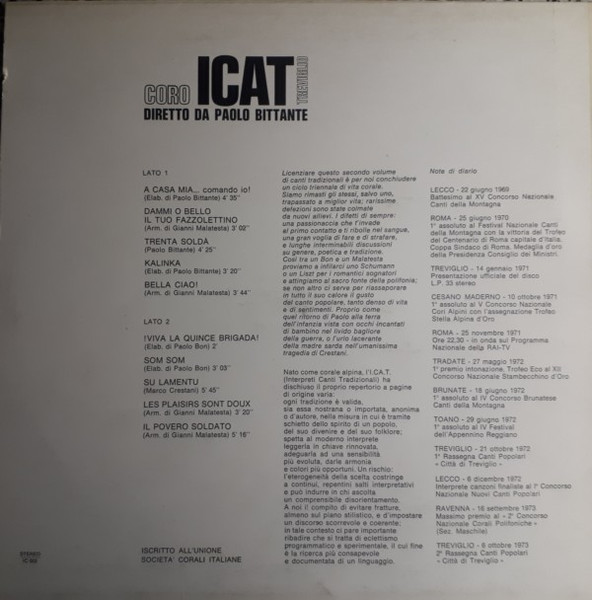 CORO ICAT TREVIGLIO
DIRETTO DA PAOLO BITTANTE
LATO 1
A CASA MIA... comando io!
(Elab. di Paolo Bittante) 4' 35"
DAMMI O BELLO
IL TUO FAZZOLETTINO
(Arm. di Gianni Malatesta) 3' 02"
TRENTA SOLDA
(Paolo Bittante) 4' 25"
KALINKA
(Elab. di Paolo Bittante) 3' 20"
BELLA CIAO!
(Arm. di Gianni Malatesta) 3' 44"
LATO 2
!VIVA LA QUINCE BRIGADA!
(Elab. di Paolo Bon) 2'
SOM SOM
(Elab. di Paolo Bon) 3' 03"
SU LAMENTU
(Marco Crestani) 5' 45"
LES PLAISIRS SONT DOUX
(Arm. di Gianni Malatesta) 3' 20"
IL POVERO SOLDATO
(Arm. di Gianni Malatesta) 5' 16"
ISCRITTO ALL'UNIONE
SOCIETA' CORALI ITALIANE
STEREO
Licenziare questo secondo volume
di canti tradizionali è per noi conchiudere
un ciclo triennale di vita corale.
Siamo rimasti gli stessi, salvo uno,
trapassato a miglior vita; rarissime
defezioni sono state colmate
da nuovi allievi. I difetti di sempre:
una passionaccia che t'invade
al primo contatto e ti ribolle nel sangue,
una gran voglia di fare e di strafare,
e lunghe interminabili discussioni
su genere, poetica e tradizione.
Così tra un Bon e un Malatesta
proviamo a infilarci uno Schumann
o un Liszt per i romantici sognatori
e attingiamo al sacro fonte della polifonia;
se non altro ci serve per riassaporare
in tutto il suo calore il gusto
del canto popolare, tanto denso di vita
e di sentimenti. Proprio come
quel ritorno di Paolo alla terra
dell'infanzia vista con occhi incantati
di bambino nel livido bagliore
della guerra, o l'urlo lacerante
della madre sarda nell'umanissima
tragedia di Crestani.
Nato come corale alpina, l'I.CA.T.
(Interpreti Canti Tradizionali) ha
dischiuso il proprio repertorio a pagine
di origine varia:
ogni tradizione è valida,
sia essa nostrana o importata, anonima
o d'autore, nella misura in cui è tramite
schietto dello spirito di un popolo,
del suo divenire e del suo folklore;
spetta al moderno interprete
leggerla in chiave rinnovata,
adeguarla ad una sensibilità
più evoluta, darle armonia
e colori più opportuni. Un rischio:
l'eterogeneità della scelta costringe
a continui, repentini salti interpretativi
e può indurre in chi ascolta
un comprensibile disorientamento.
A noi il compito di evitare fratture,
almeno sul piano stilistico, e d'impostare
un discorso scorrevole e coerente;
in tale contesto ci pare importante
ribadire che si tratta di eclettismo
programmatico e sperimentale, il cui fine
è la ricerca più consapevole
e documentata di un linguaggio.
Note di diario
LECCO - 22 giugno 1969
Battesimo al XV Concorso Nazionale
Canti della Montagna
ROMA - 25 giugno 1970
1° assoluto al Festival Nazionale Canti
della Montagna con la vittoria del Trofeo
del Centenario di Roma capitale d'Italia,
Coppa Sindaco di Roma, Medaglia d'oro
della Presidenza Consiglio dei Ministri.
TREVIGLIO - 14 gennaio 1971
Presentazione ufficiale del disco
L.P. 33 stereo
CESANO MADERNO - 10 ottobre 1971
1° assoluto al V Concorso Nazionale
Cori Alpini con l'assegnazione Trofeo
Stella Alpina d'Oro
ROMA - 25 novembre 1971
Ore 22,30 - in onda sul Programma
Nazionale della RAI-TV
TRADATE - 27 maggio 1972
1° premio intonazione, Trofeo Eco al XII
Concorso Nazionale Stambecchino d'Oro
BRUNATE - 18 giugno 1972
1° assoluto al IV Concorso Brunatese
Canti della Montagna
TOANO - 29 giugno 1972
1° assoluto al IV Festival
dell'Appennino Reggiano
TREVIGLIO - 21 ottobre 1972
1ª Rassegna Canti Popolari
« Città di Treviglio »
LECCO - 6 dicembre 1972
Interprete canzoni finaliste al I° Concorso
Nazionale Nuovi Canti Popolari
RAVENNA - 16 settembre 1973
Massimo premio al « 2° Concorso
Nazionale Corali Polifoniche »
(Sec. Maschile)
TREVIGLIO - 6 ottobre 1973
2ª Rassegna Canti Popolari
« Città di Treviglio »